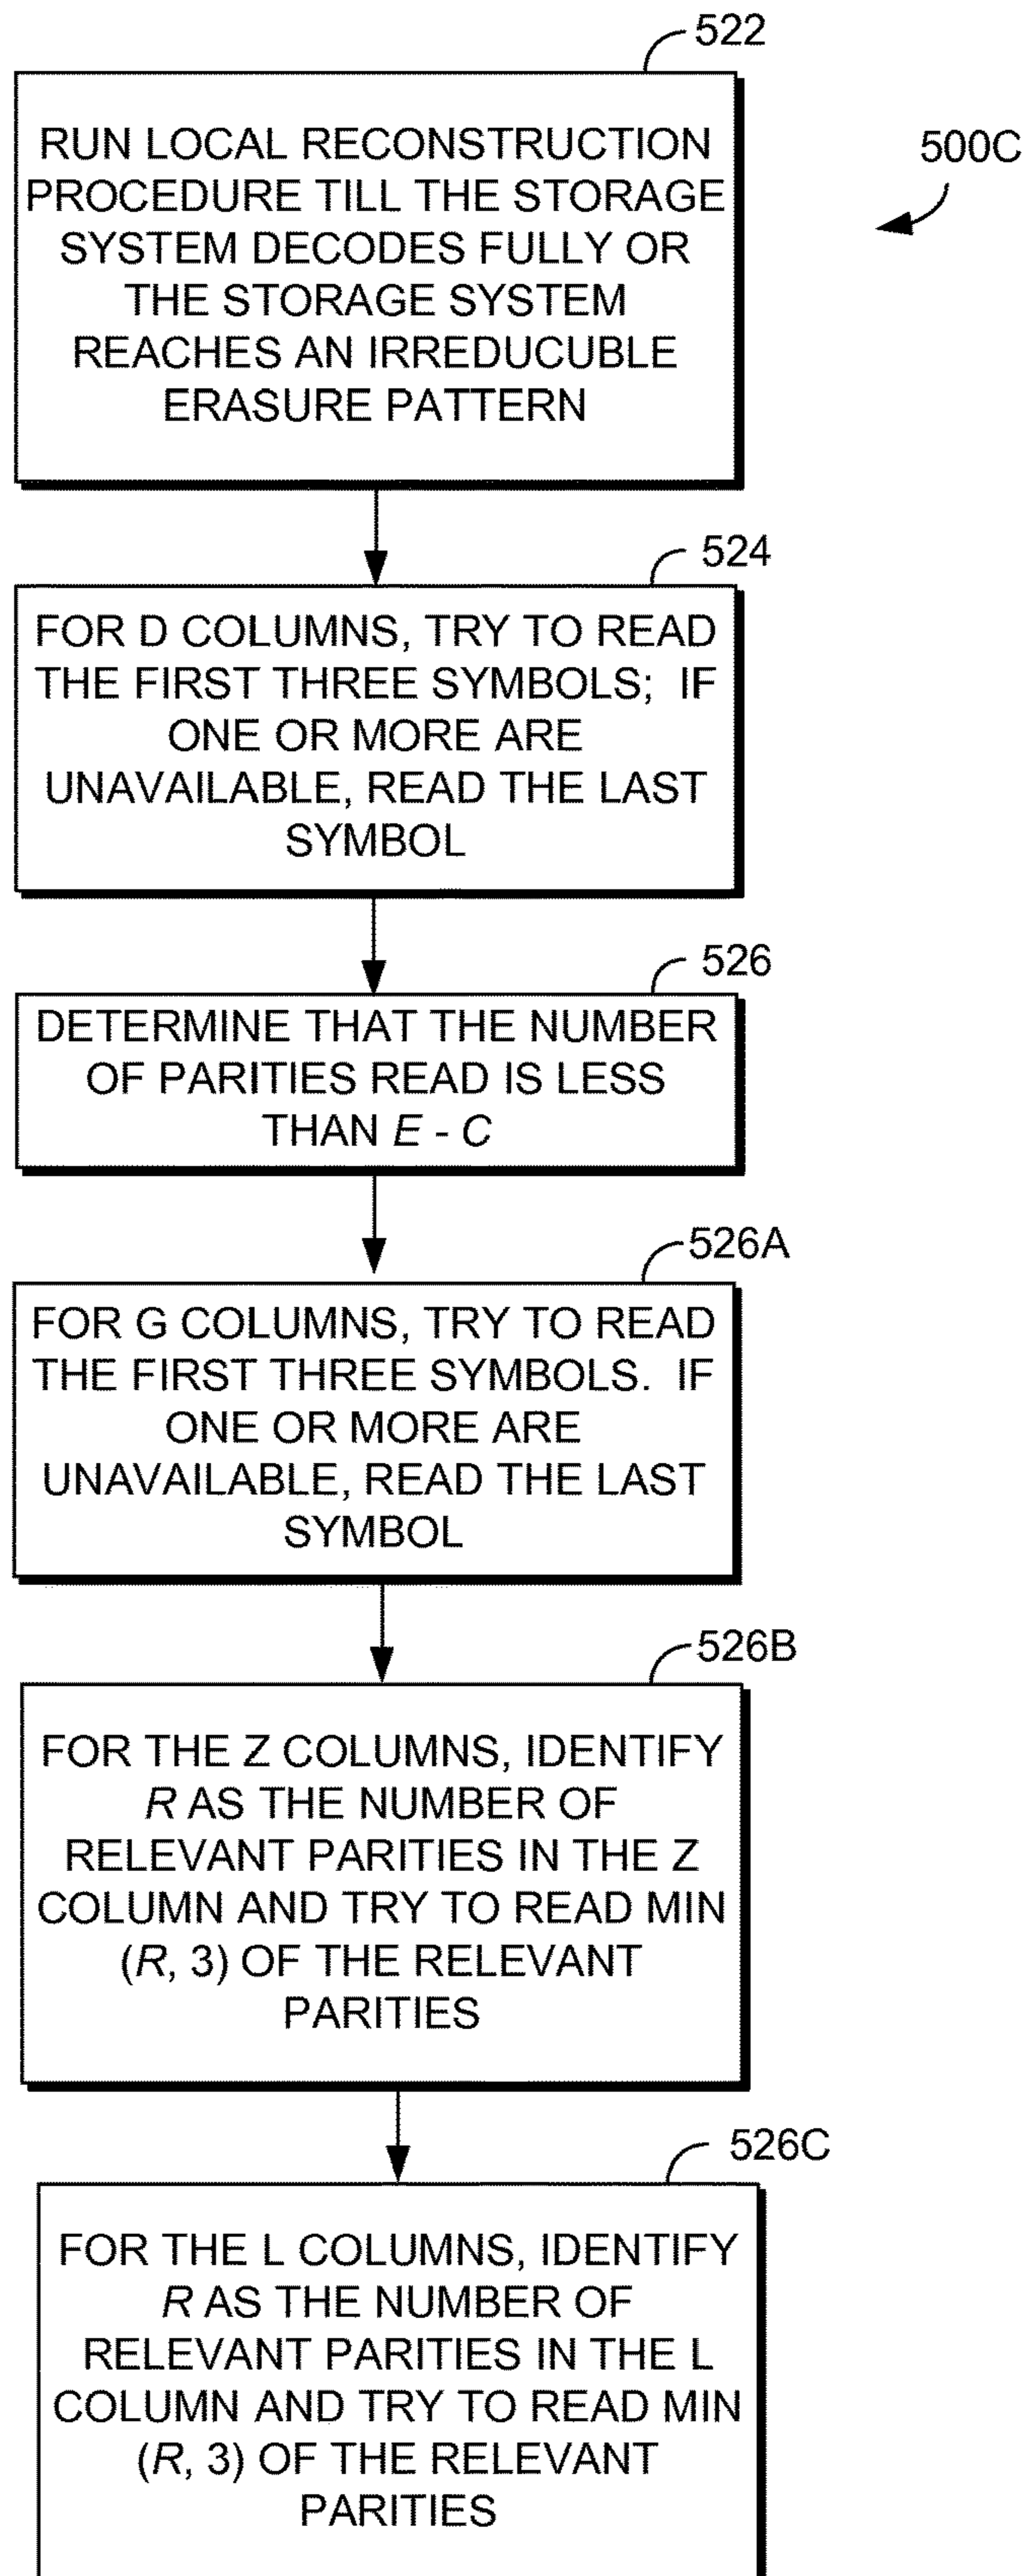 522
500C
RUN LOCAL RECONSTRUCTION
PROCEDURE TILL THE STORAGE
SYSTEM DECODES FULLY OR
THE STORAGE SYSTEM
REACHES AN IRREDUCUBLE
ERASURE PATTERN
524
FOR D COLUMNS, TRY TO READ
THE FIRST THREE SYMBOLS; IF
ONE OR MORE ARE
UNAVAILABLE, READ THE LAST
SYMBOL
526
DETERMINE THAT THE NUMBER
OF PARITIES READ IS LESS
THAN E - C
526A
FOR G COLUMNS, TRY TO READ
THE FIRST THREE SYMBOLS. IF
ONE OR MORE ARE
UNAVAILABLE, READ THE LAST
SYMBOL
526B
FOR THE Z COLUMNS, IDENTIFY
R AS THE NUMBER OF
RELEVANT PARITIES IN THE Z
COLUMN AND TRY TO READ MIN
(R, 3) OF THE RELEVANT
PARITIES
526C
FOR THE L COLUMNS, IDENTIFY
R AS THE NUMBER OF
RELEVANT PARITIES IN THE L
COLUMN AND TRY TO READ MIN
(R, 3) OF THE RELEVANT
PARITIES